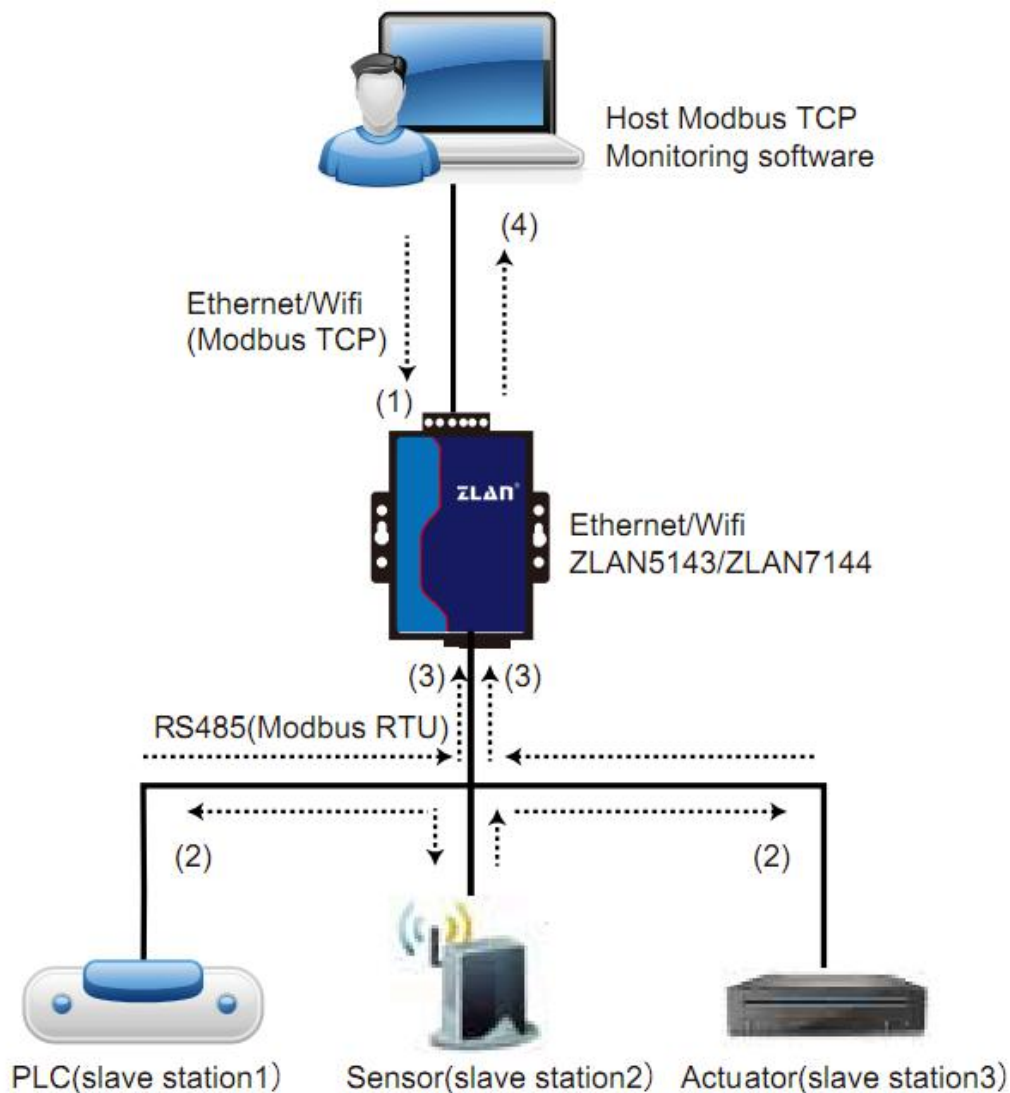 Host Modbus TCP
Monitoring software
(4)
Ethernet/Wifi
(Modbus TCP)
(1)
ZLAN®
Ethernet/Wifi
ZLAN5143/ZLAN7144
(3) (3)
RS485(Modbus RTU)
(2) (2)
PLC(slave station1) Sensor(slave station2) Actuator(slave station3)